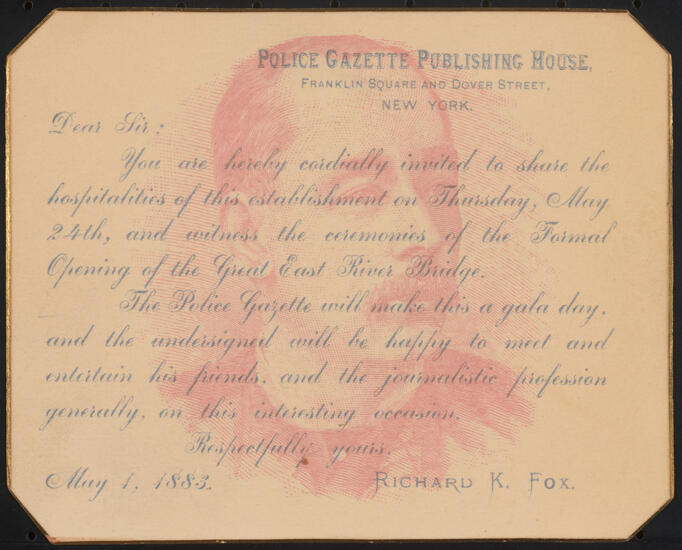 POLICE GAZETTE PUBLISHING HOUSE,
FRANKLIN SQUARE AND DOVER STREET,
NEW YORK.
Dear Sir:
You are hereby cordially invited to share the
hospitalities of this establishment on Thursday, May
24th, and witness the ceremonies of the Formal
Opening of the Great East River Bridge.
The Police Gazette will make this a gala day,
and the undersigned will be happy to meet and
entertain his friends, and the journalistic profession
generally, on this interesting occasion.
Respectfully yours,
May 1, 1883.
RICHARD K. FOX.